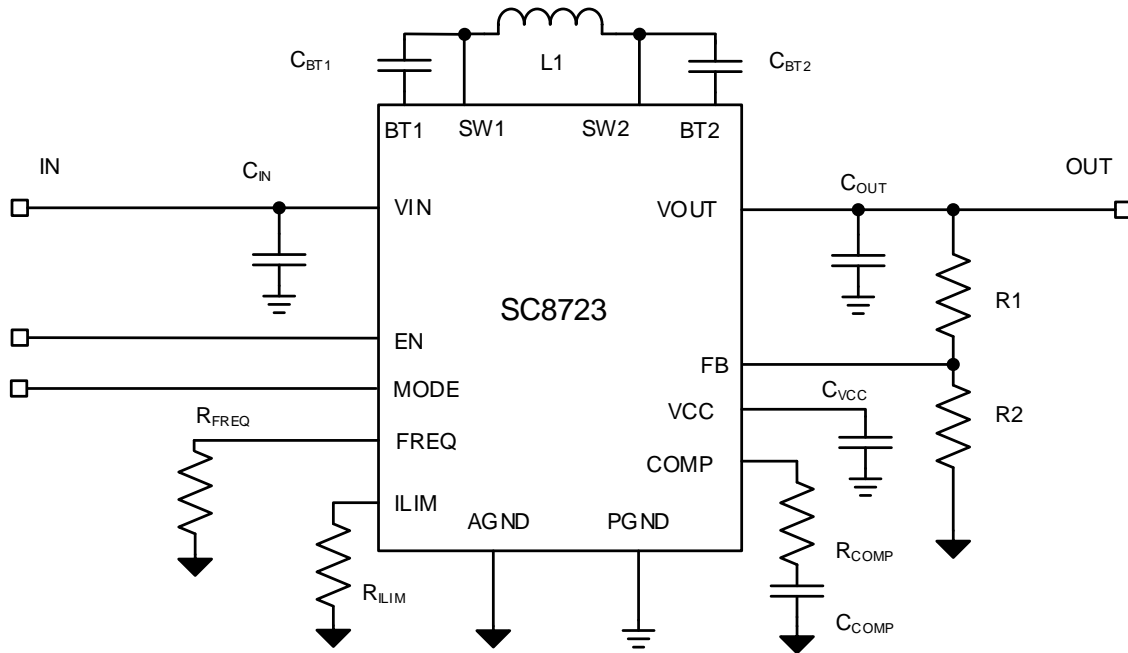 CBT1
L1
CBT2
BT1
SW1
SW2
BT2
IN
CIN
COUT
OUT
VIN
VOUT
SC8723
R1
EN
FB
MODE
CVCC
RFREQ
VCC
R2
FREQ
COMP
ILIM
AGND
PGND
RCOMP
RILIM
CCOMP